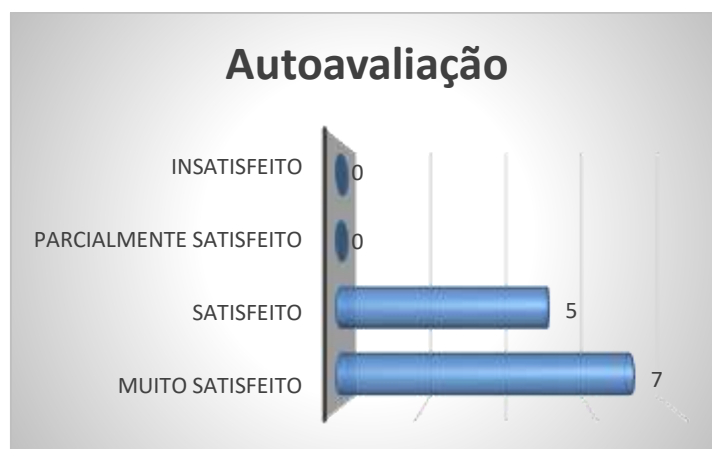 Autoavaliação
INSATISFEITO 0
PARCIALMENTE SATISFEITO 0
SATISFEITO 5
MUITO SATISFEITO 7